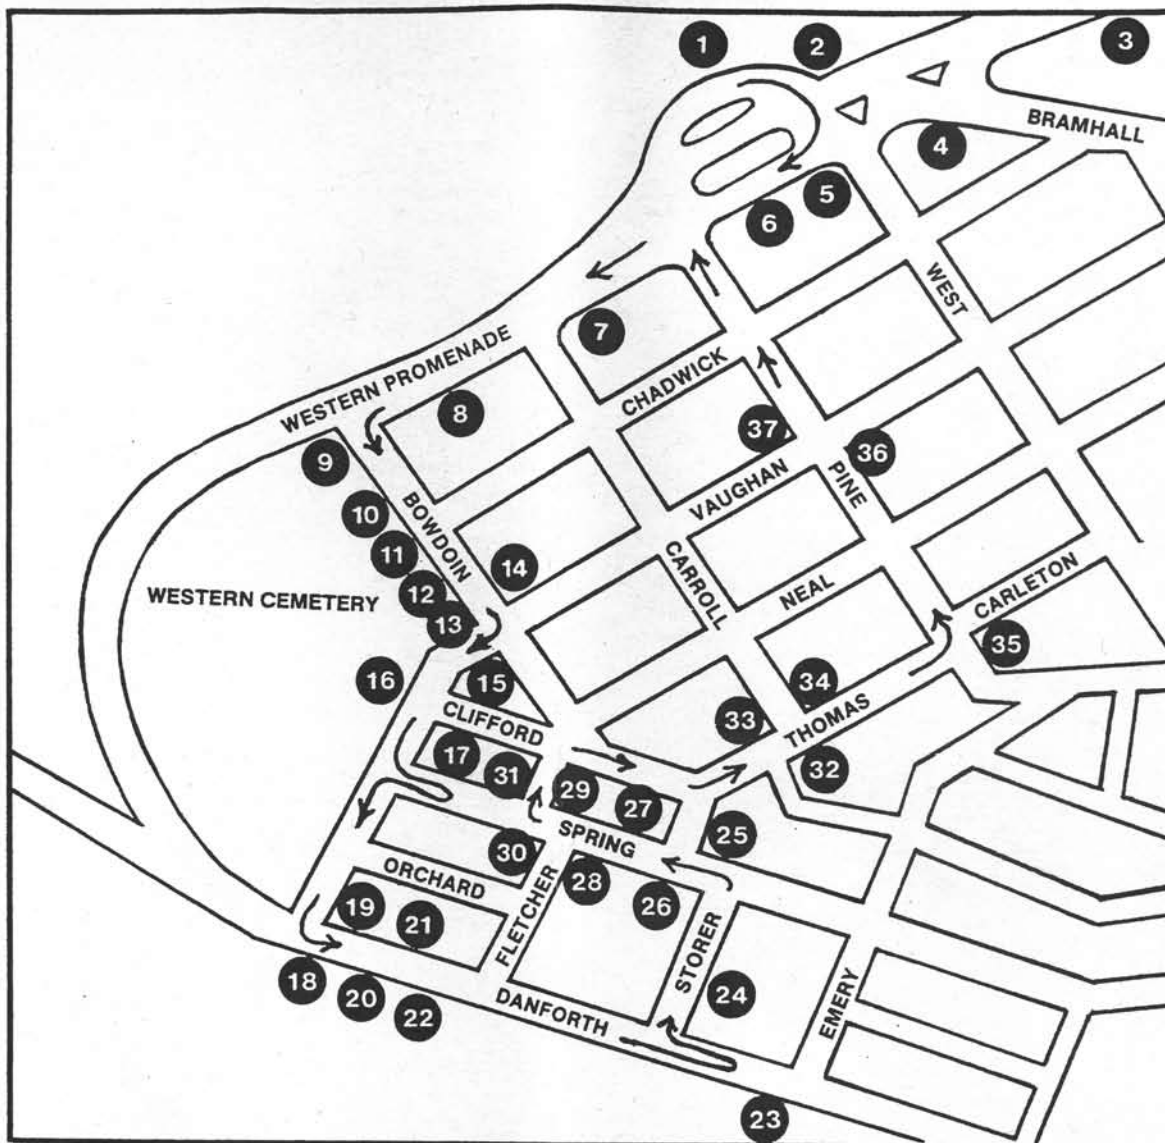 1
2
3
BRAMHALL
4
5
6
WEST
7
WESTERN PROMENADE
CHADWICK
8
37
36
9
PINE
VAUGHAN
10
BOWDOIN
11
14
CARROLL
12
WESTERN CEMETERY
NEAL
CARLETON
13
35
16
15
34
CLIFFORD
33
THOMAS
17
31
32
29
27
SPRING
25
30
28
ORCHARD
26
19
21
FLETCHER
STORER
18
20
22
24
DANFORTH
EMERY
23